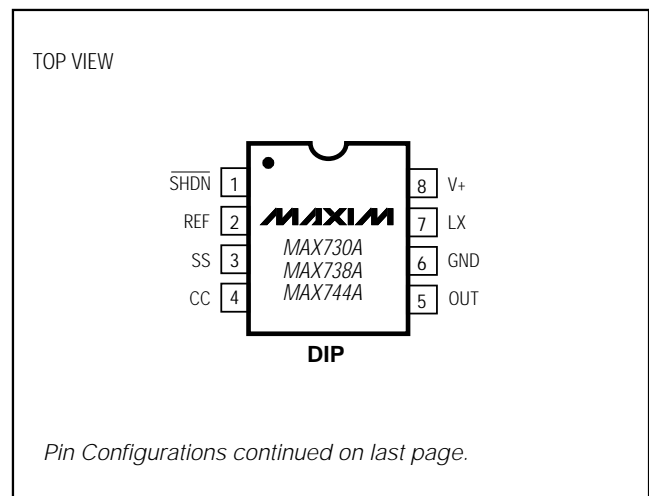 TOP VIEW
SHDN 1
REF 2
SS 3
CC 4
MAXIM
MAX730A
MAX738A
MAX744A
8 V+
7 LX
6 GND
5 OUT
DIP
Pin Configurations continued on last page.